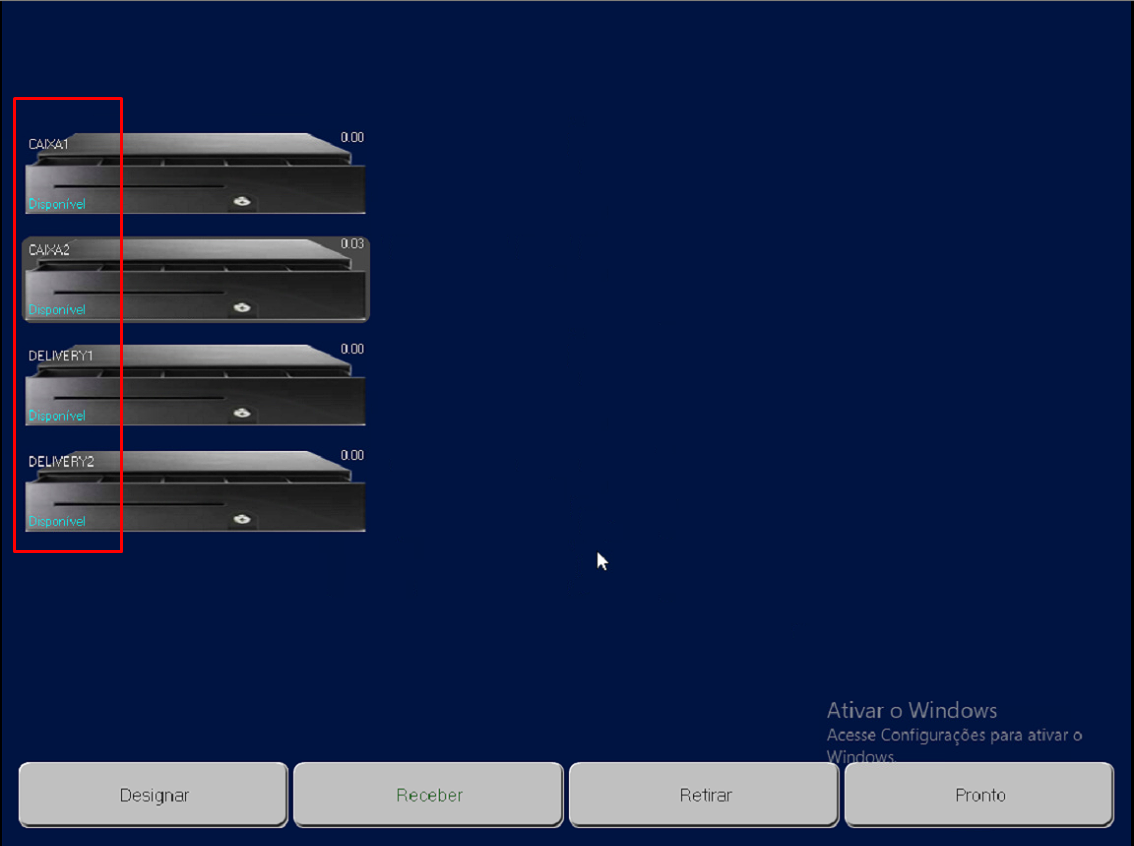 CAIXA1
0.00
Disponível
CAIXA2
0.03
Disponível
DELIVERY1
0.00
Disponível
DELIVERY2
0.00
Disponível
Ativar o Windows
Acesse Configurações para ativar o
Windows.
Designar
Receber
Retirar
Pronto